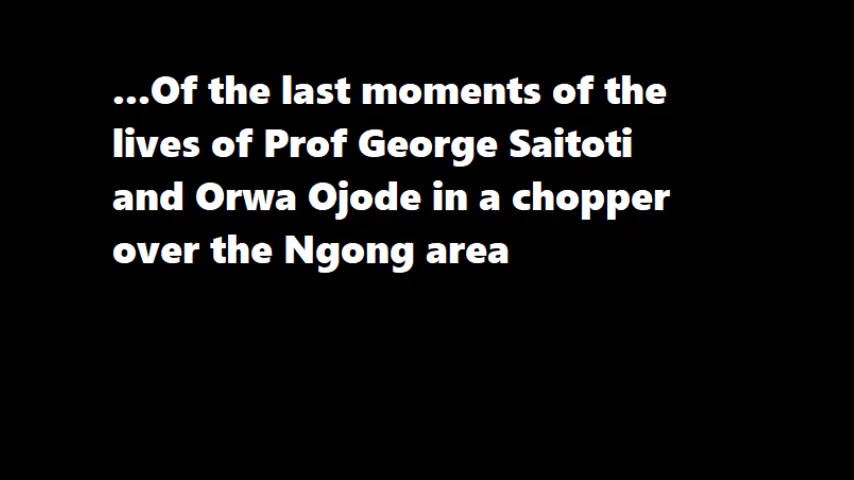 ...Of the last moments of the
lives of Prof George Saitoti
and Orwa Ojode in a chopper
over the Ngong area